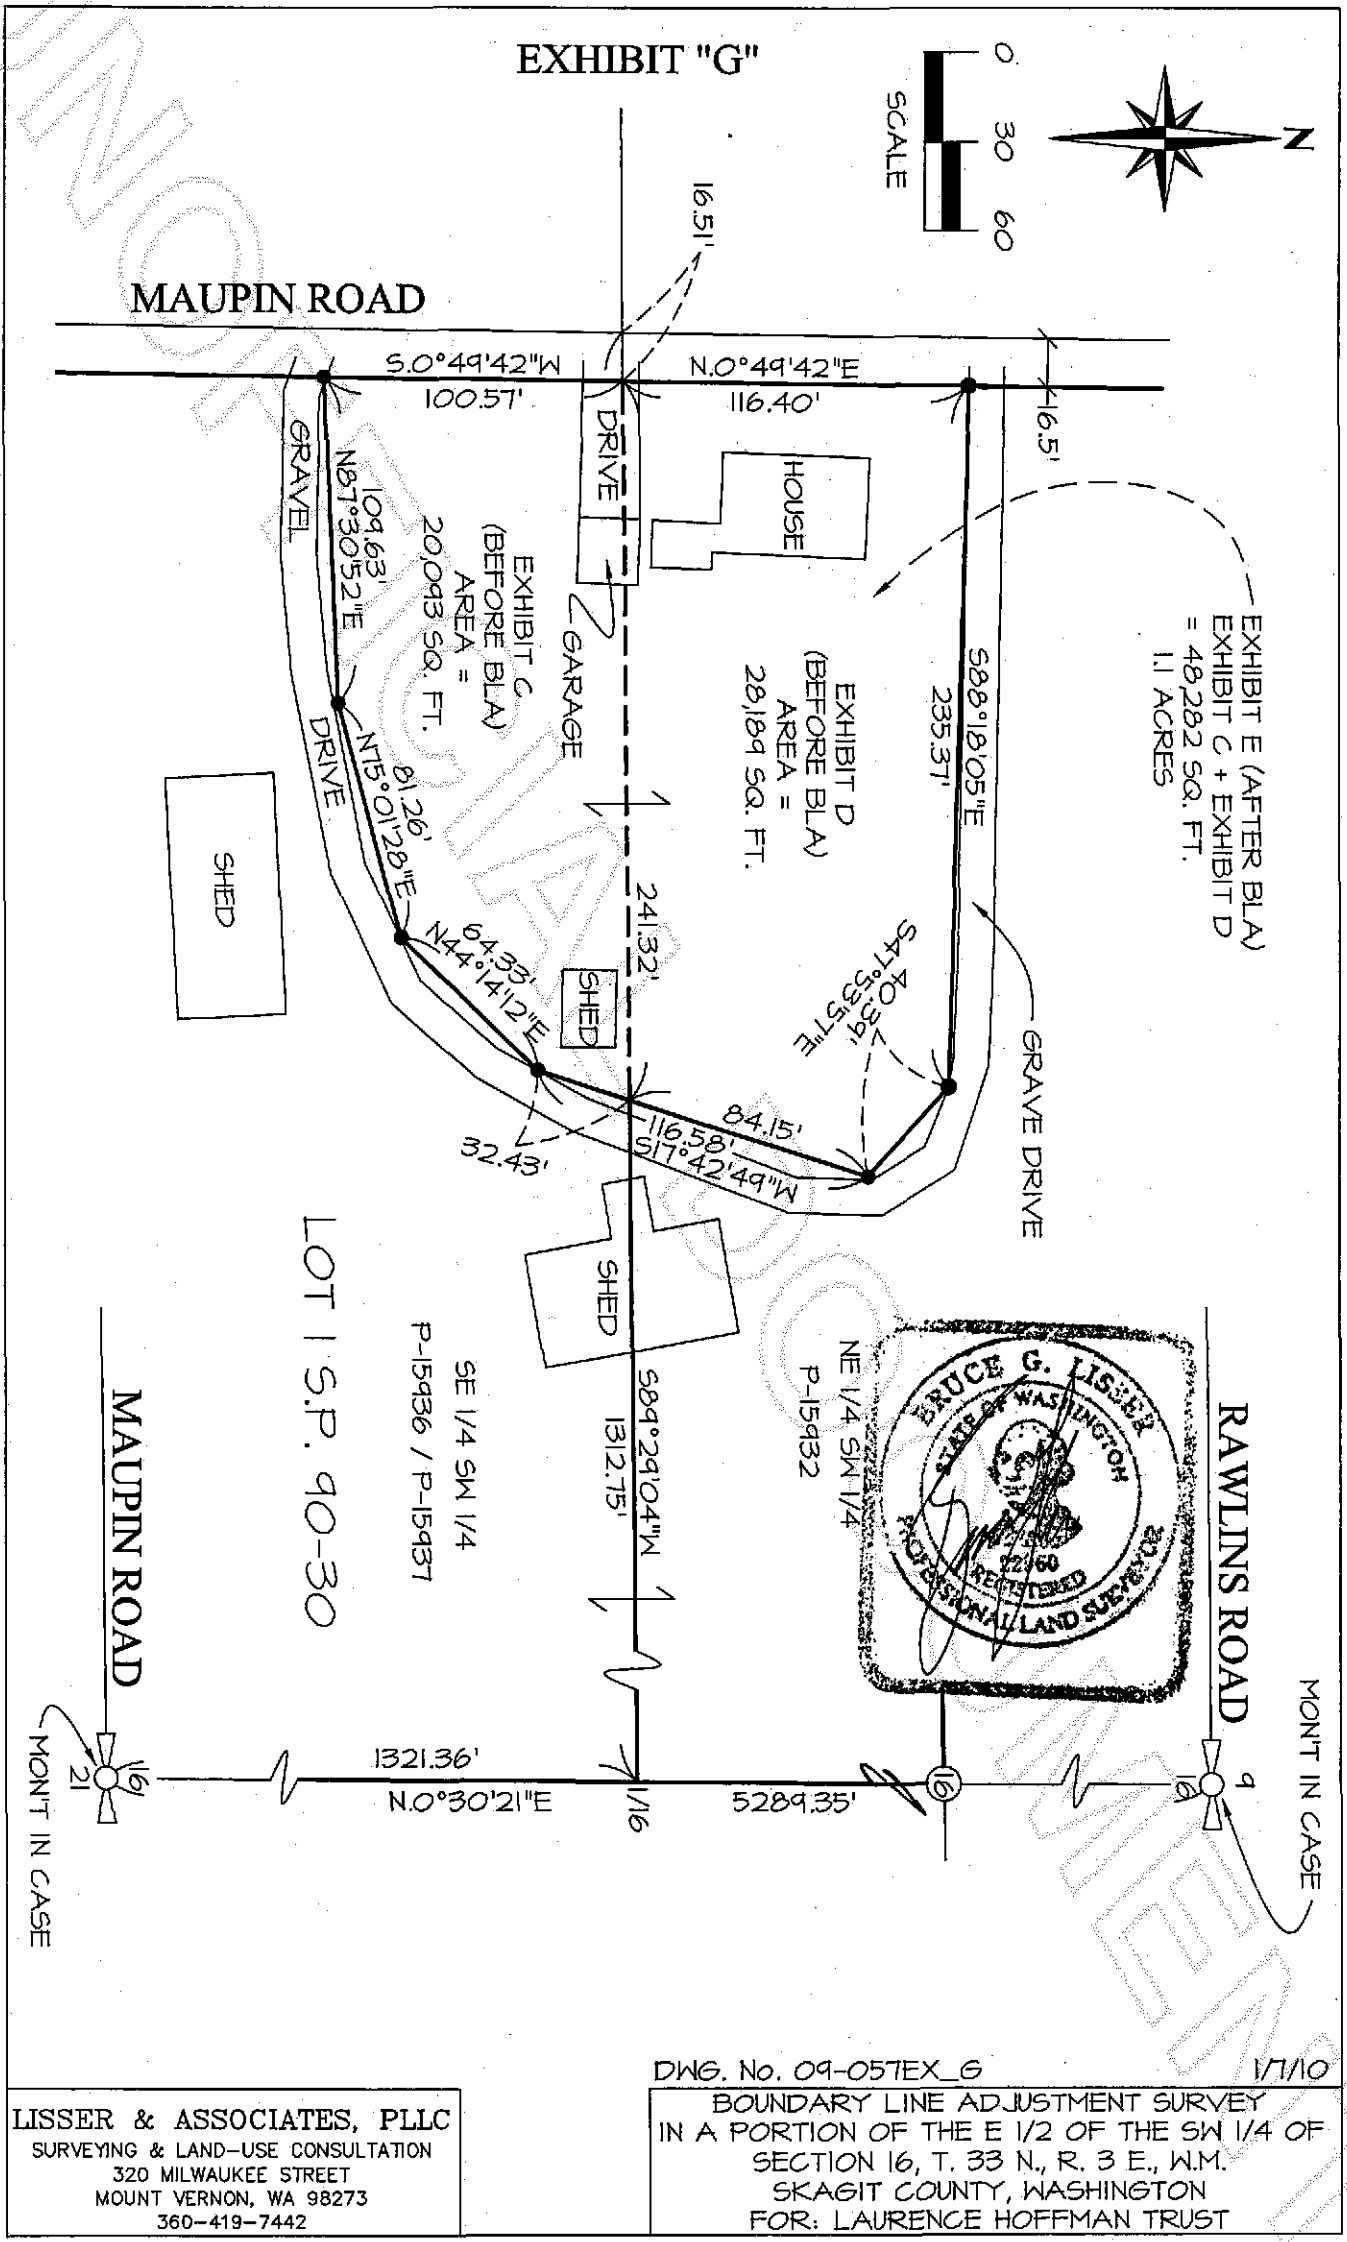 EXHIBIT "G"
0
30
60
SCALE
N
16.51'
MAUPIN ROAD
S.0°49'42"W
100.57'
N.0°49'42"E
116.40'
16.5'
DRIVE
HOUSE
GRAVEL
109.63'
N87°30'52"E
EXHIBIT C
(BEFORE BLA)
AREA =
20,093 SQ. FT.
GARAGE
EXHIBIT D
(BEFORE BLA)
AREA =
28,189 SQ. FT.
S88°18'05"E
235.37'
EXHIBIT E (AFTER BLA)
EXHIBIT C + EXHIBIT D
= 48,282 SQ. FT.
1.1 ACRES
DRIVE
81.26'
N75°01'28"E
SHED
241.32'
64.33'
N44°14'12"E
SHED
S47°53'57"E
40.39'
GRAVE DRIVE
84.15'
116.58'
S17°42'49"W
32.43'
SHED
LOT 1 S.P. 90-30
SE 1/4 SW 1/4
P-15936 / P-15937
S89°29'04"W
1312.75'
NE 1/4 SW 1/4
P-15932
BRUCE G. LISSER
STATE OF WASHINGTON
22960
REGISTERED
PROFESSIONAL LAND SURVEYOR
RAWLINS ROAD
MAUPIN ROAD
MON'T IN CASE
MON'T IN CASE
16
21
1321.36'
N.0°30'21"E
1/16
5289.35'
16
9
16
DWG. No. 09-057EX_G
1/7/10
LISSER & ASSOCIATES, PLLC
SURVEYING & LAND-USE CONSULTATION
320 MILWAUKEE STREET
MOUNT VERNON, WA 98273
360-419-7442
BOUNDARY LINE ADJUSTMENT SURVEY
IN A PORTION OF THE E 1/2 OF THE SW 1/4 OF
SECTION 16, T. 33 N., R. 3 E., W.M.
SKAGIT COUNTY, WASHINGTON
FOR: LAURENCE HOFFMAN TRUST
UNOFFICIAL DOCUMENT